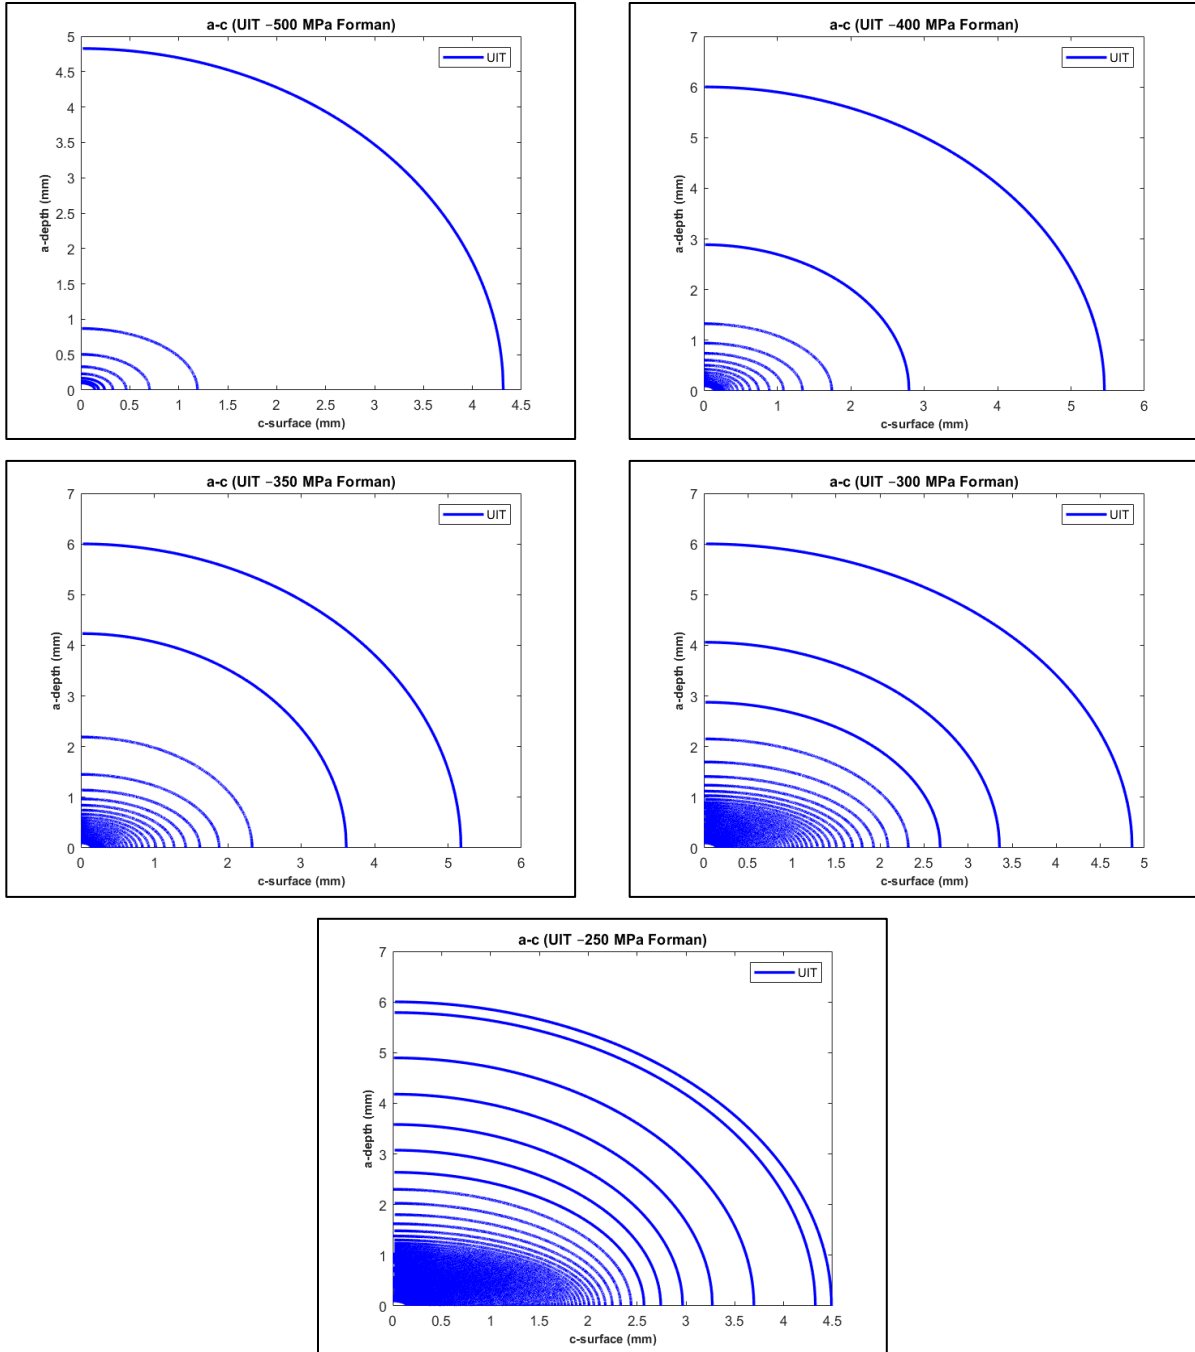 a-c (UIT −500 MPa Forman)
UIT
5
4.5
4
3.5
3
2.5
2
1.5
1
0.5
0
a-depth (mm)
0 0.5 1 1.5 2 2.5 3 3.5 4 4.5
c-surface (mm)
a-c (UIT −400 MPa Forman)
UIT
7
6
5
4
3
2
1
0
a-depth (mm)
0 1 2 3 4 5 6
c-surface (mm)
a-c (UIT −350 MPa Forman)
UIT
7
6
5
4
3
2
1
0
a-depth (mm)
0 1 2 3 4 5 6
c-surface (mm)
a-c (UIT −300 MPa Forman)
UIT
7
6
5
4
3
2
1
0
a-depth (mm)
0 0.5 1 1.5 2 2.5 3 3.5 4 4.5 5
c-surface (mm)
a-c (UIT −250 MPa Forman)
UIT
7
6
5
4
3
2
1
0
a-depth (mm)
0 0.5 1 1.5 2 2.5 3 3.5 4 4.5
c-surface (mm)